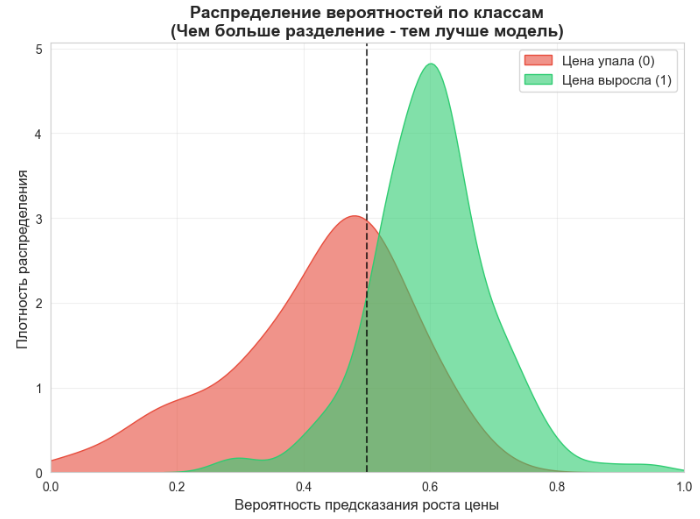 Распределение вероятностей по классам
(Чем больше разделение - тем лучше модель)
Цена упала (0)
Цена выросла (1)
Плотность распределения
5
4
3
2
1
0
0.0 0.2 0.4 0.6 0.8 1.0
Вероятность предсказания роста цены